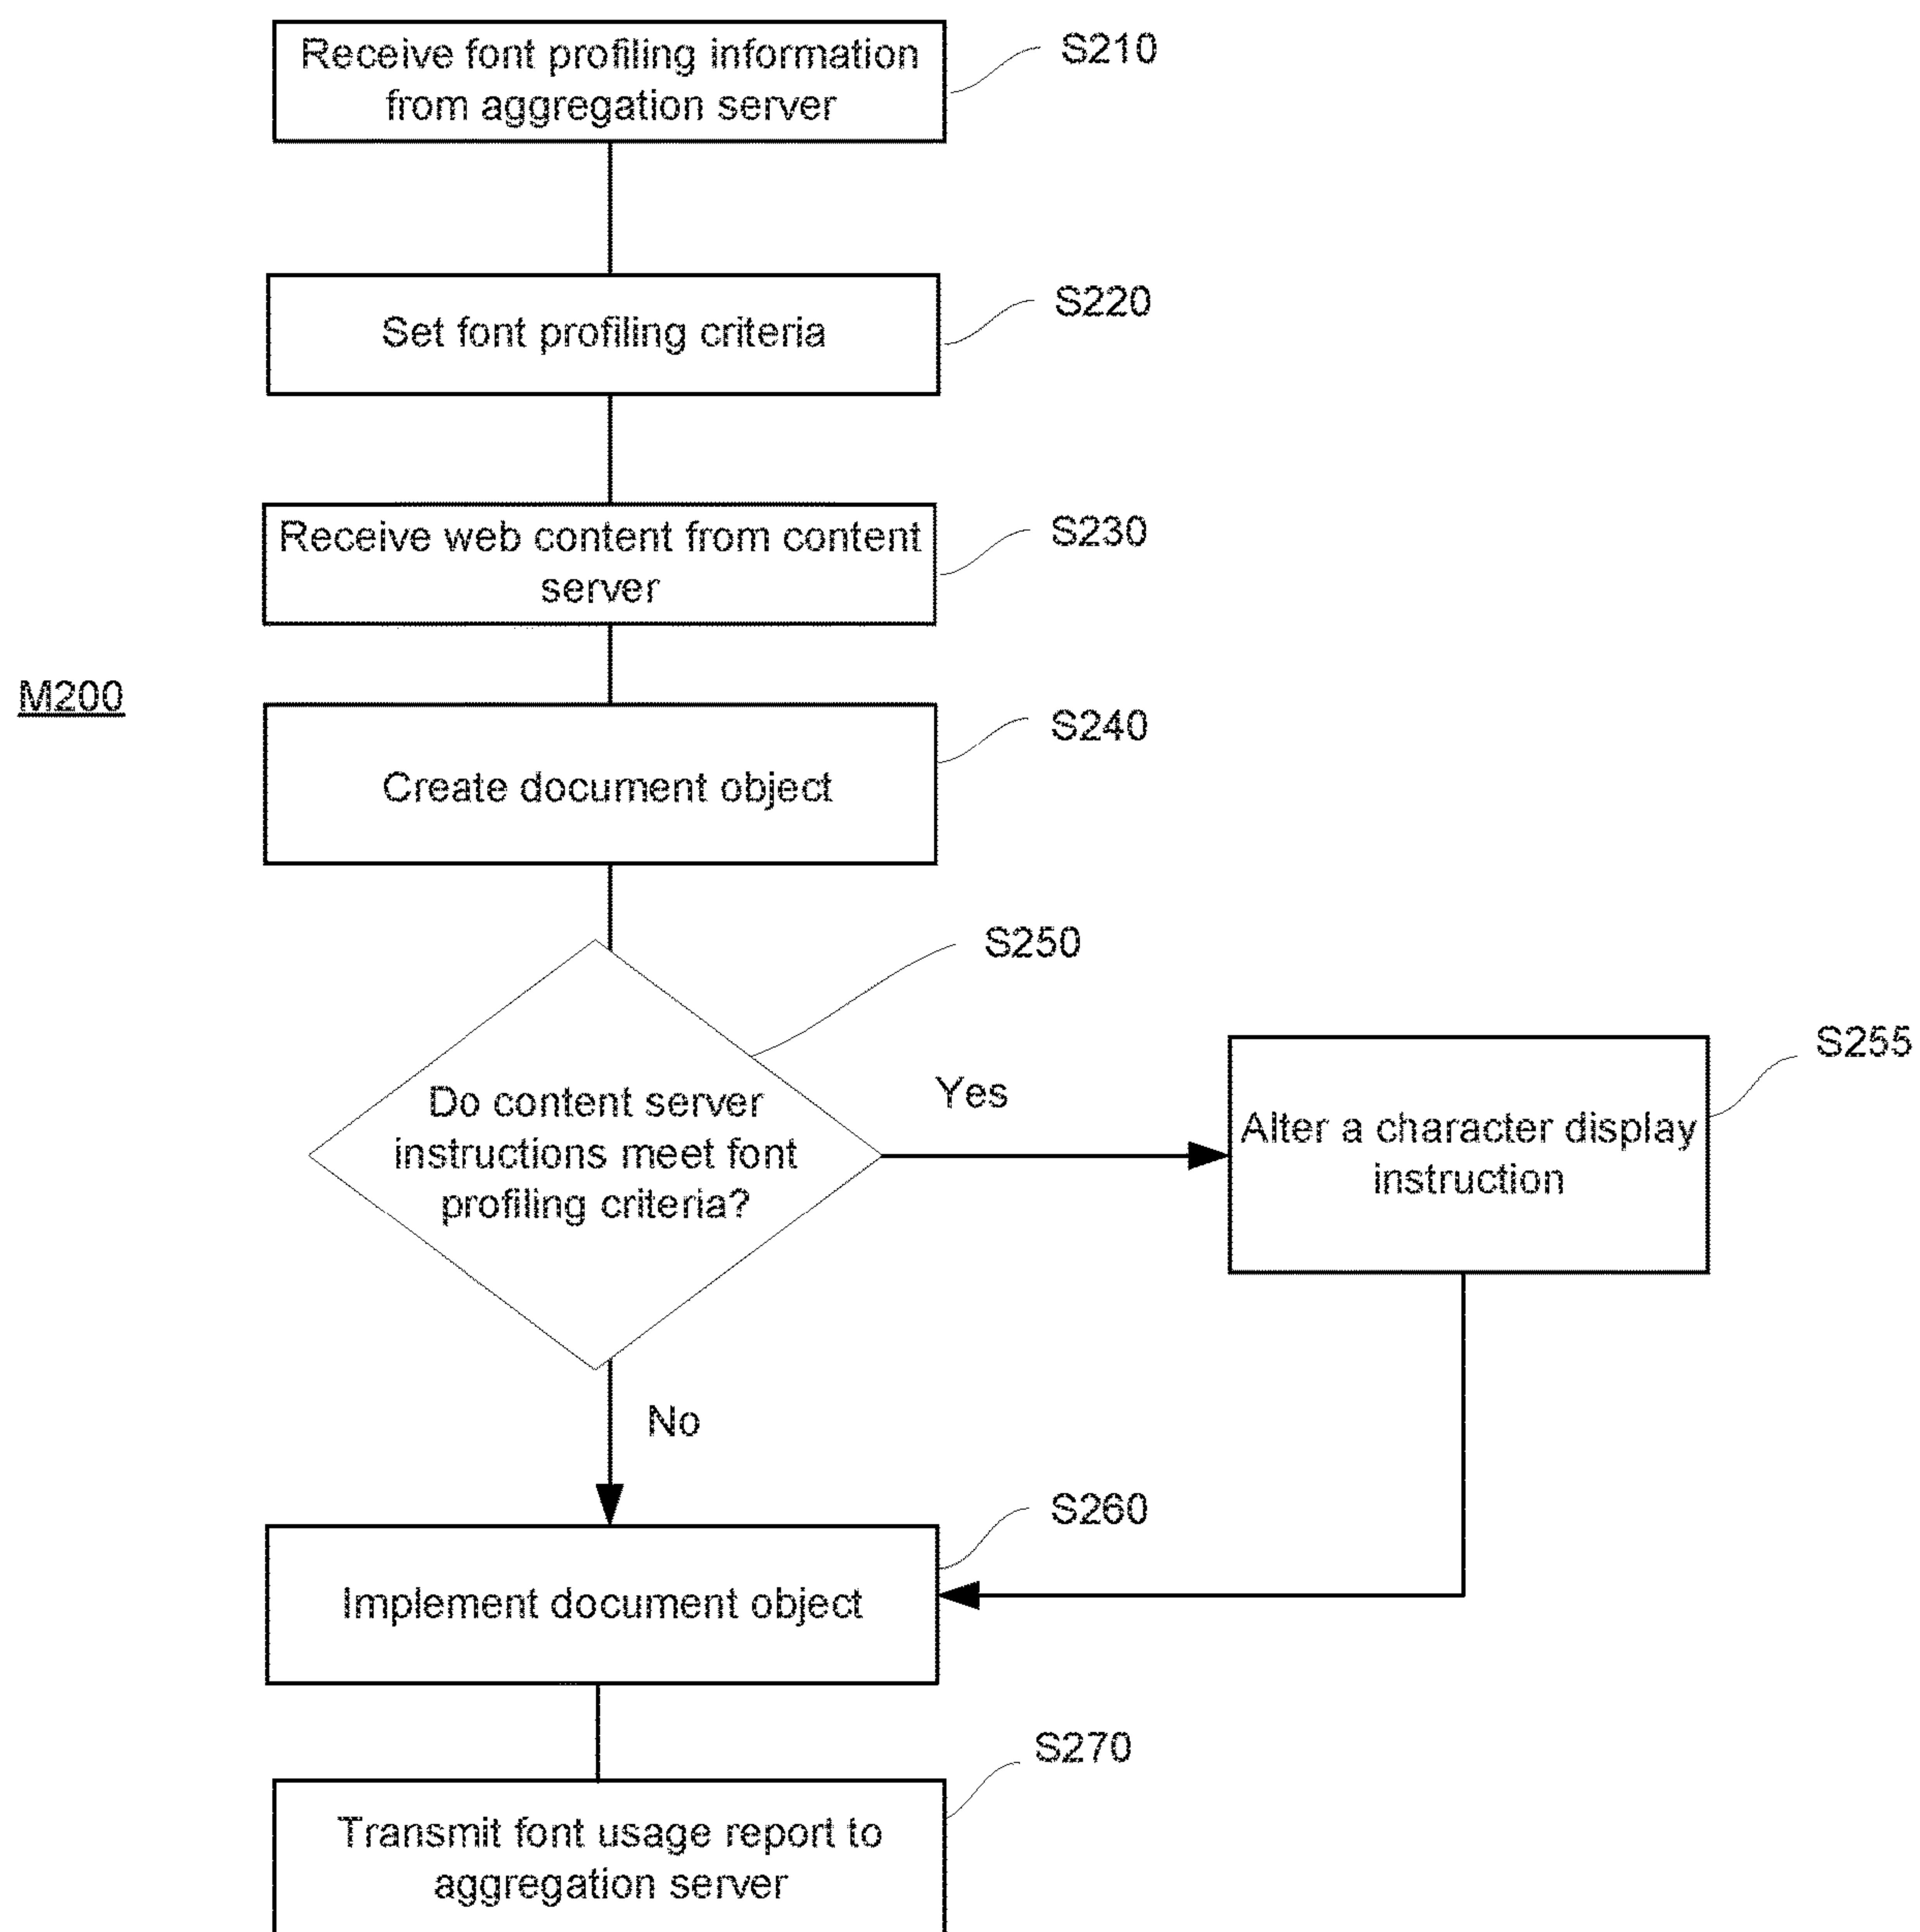 Receive font profiling information
from aggregation server
S210
Set font profiling criteria
S220
Receive web content from content
server
S230
M200
Create document object
S240
Do content server
instructions meet font
profiling criteria?
S250
Yes
Alter a character display
instruction
S255
No
Implement document object
S260
Transmit font usage report to
aggregation server
S270